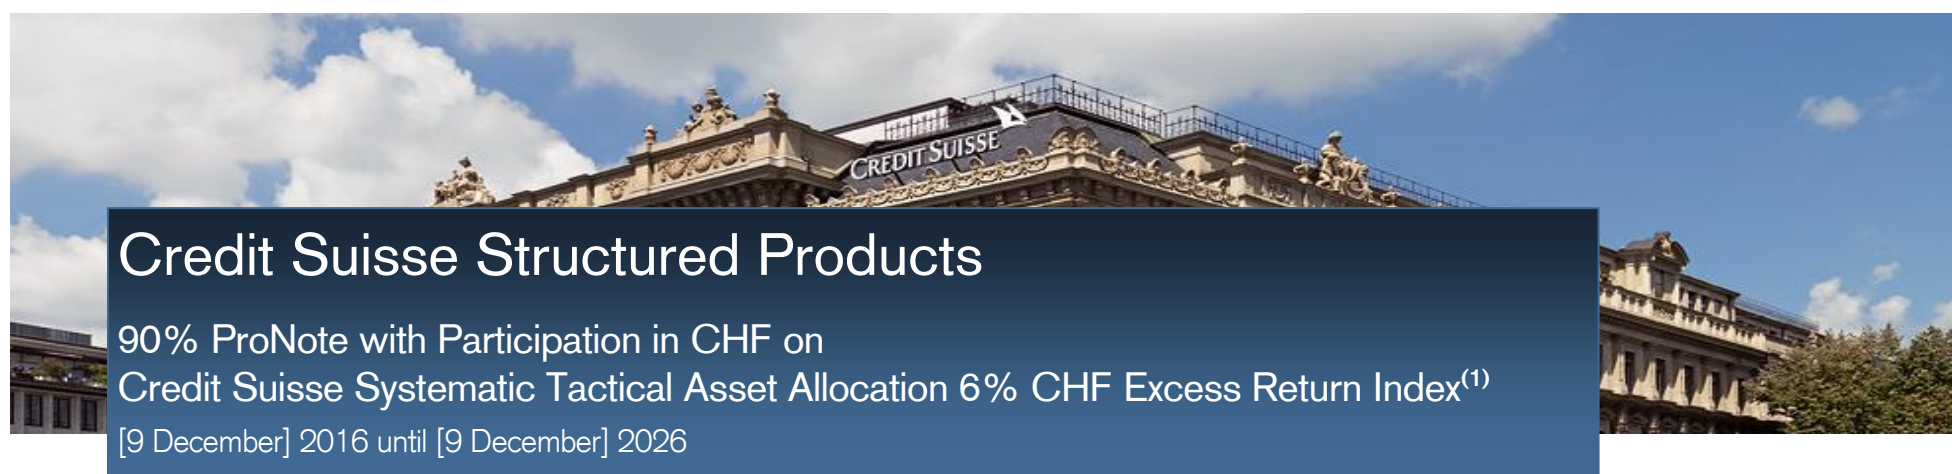 CREDIT SUISSE
Credit Suisse Structured Products
90% ProNote with Participation in CHF on
Credit Suisse Systematic Tactical Asset Allocation 6% CHF Excess Return Index(1)
[9 December] 2016 until [9 December] 2026